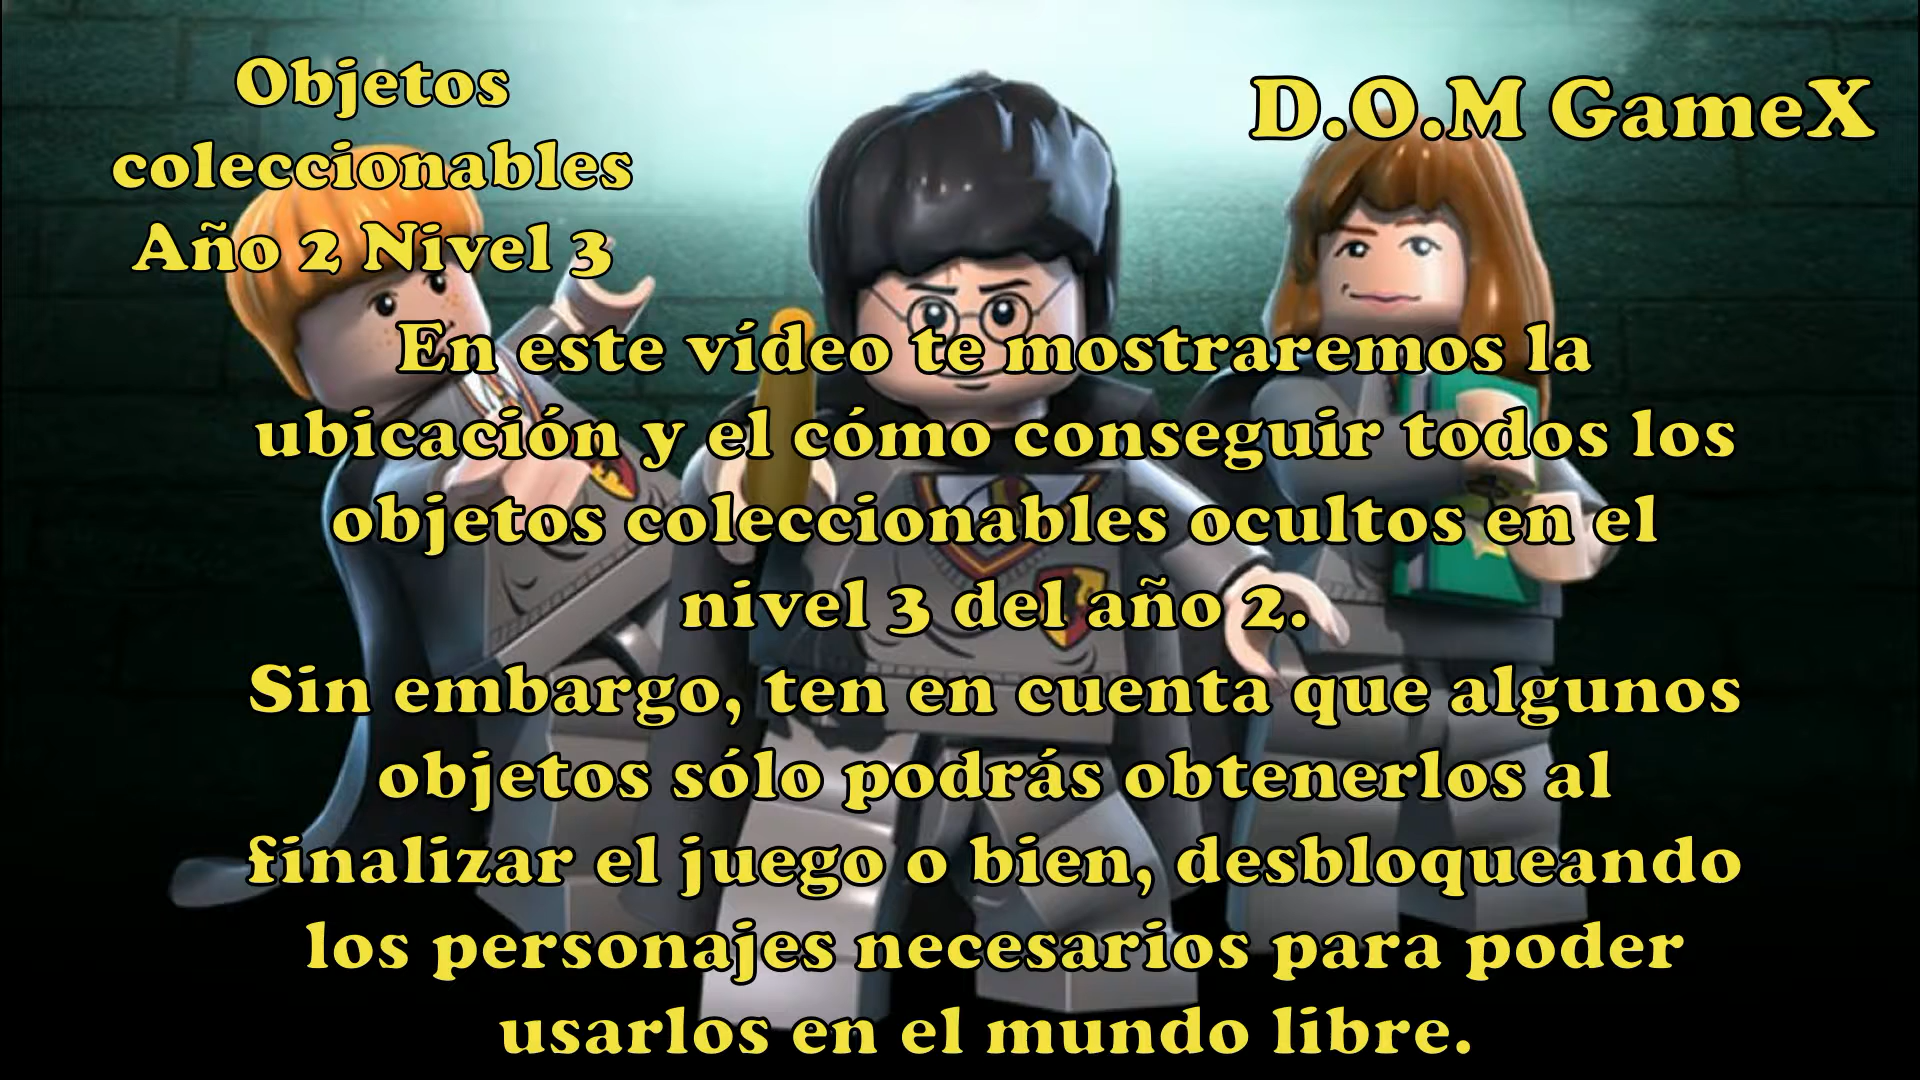 Objetos
coleccionables
Año 2 Nivel 3
D.O.M GameX
En este vídeo te mostraremos la
ubicación y el cómo conseguir todos los
objetos coleccionables ocultos en el
nivel 3 del año 2.
Sin embargo, ten en cuenta que algunos
objetos sólo podrás obtenerlos al
finalizar el juego o bien, desbloqueando
los personajes necesarios para poder
usarlos en el mundo libre.